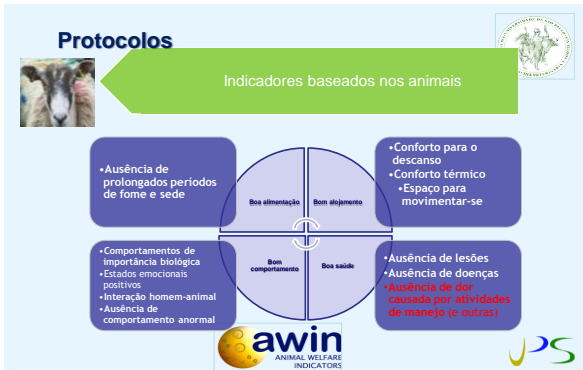 Protocolos
Indicadores baseados nos animais
•Ausência de
prolongados períodos
de fome e sede
•Conforto para o
descanso
•Conforto térmico
•Espaço para
movimentar-se
Boa alimentação
Bom alojamento
Bom
comportamento
Boa saúde
•Comportamentos de
importância biológica
•Estados emocionais
positivos
•Interação homem-animal
•Ausência de
comportamento anormal
•Ausência de lesões
•Ausência de doenças
•Ausência de dor
causada por atividades
de manejo (e outras)
awin
ANIMAL WELFARE
INDICATORS
JPS